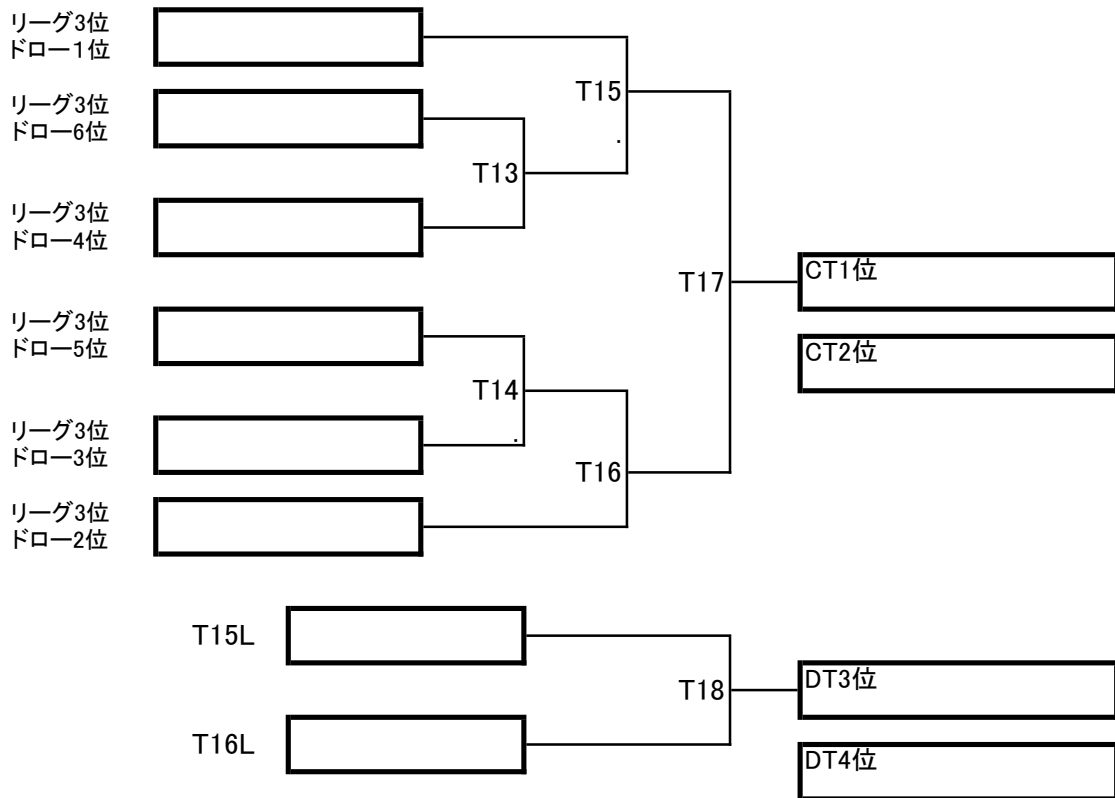 リーグ3位
ドロー1位
T15
リーグ3位
ドロー6位
T13
リーグ3位
ドロー4位
T17
CT1位
リーグ3位
ドロー5位
CT2位
T14
リーグ3位
ドロー3位
T16
リーグ3位
ドロー2位
T15L
T18
DT3位
T16L
DT4位